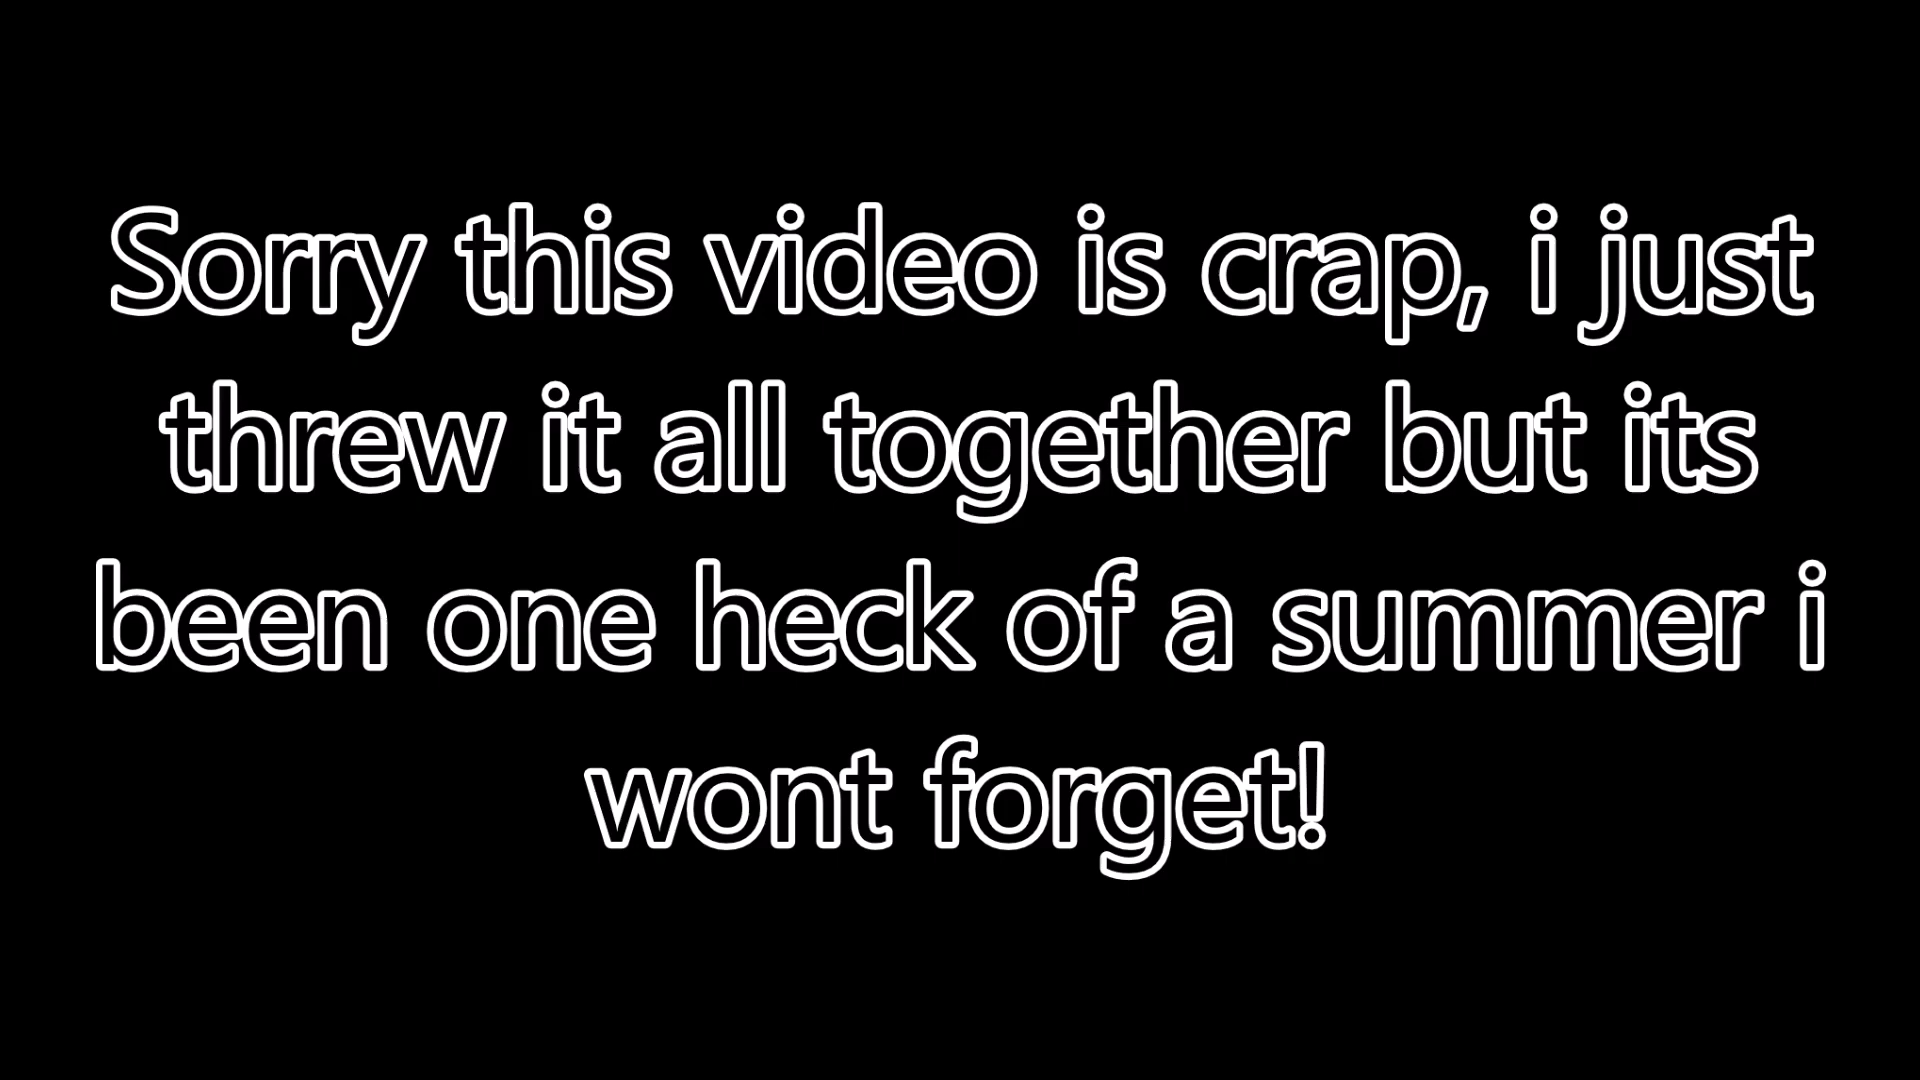 Sorry this video is crap, i just
threw it all together but its
been one heck of a summer i
wont forget!